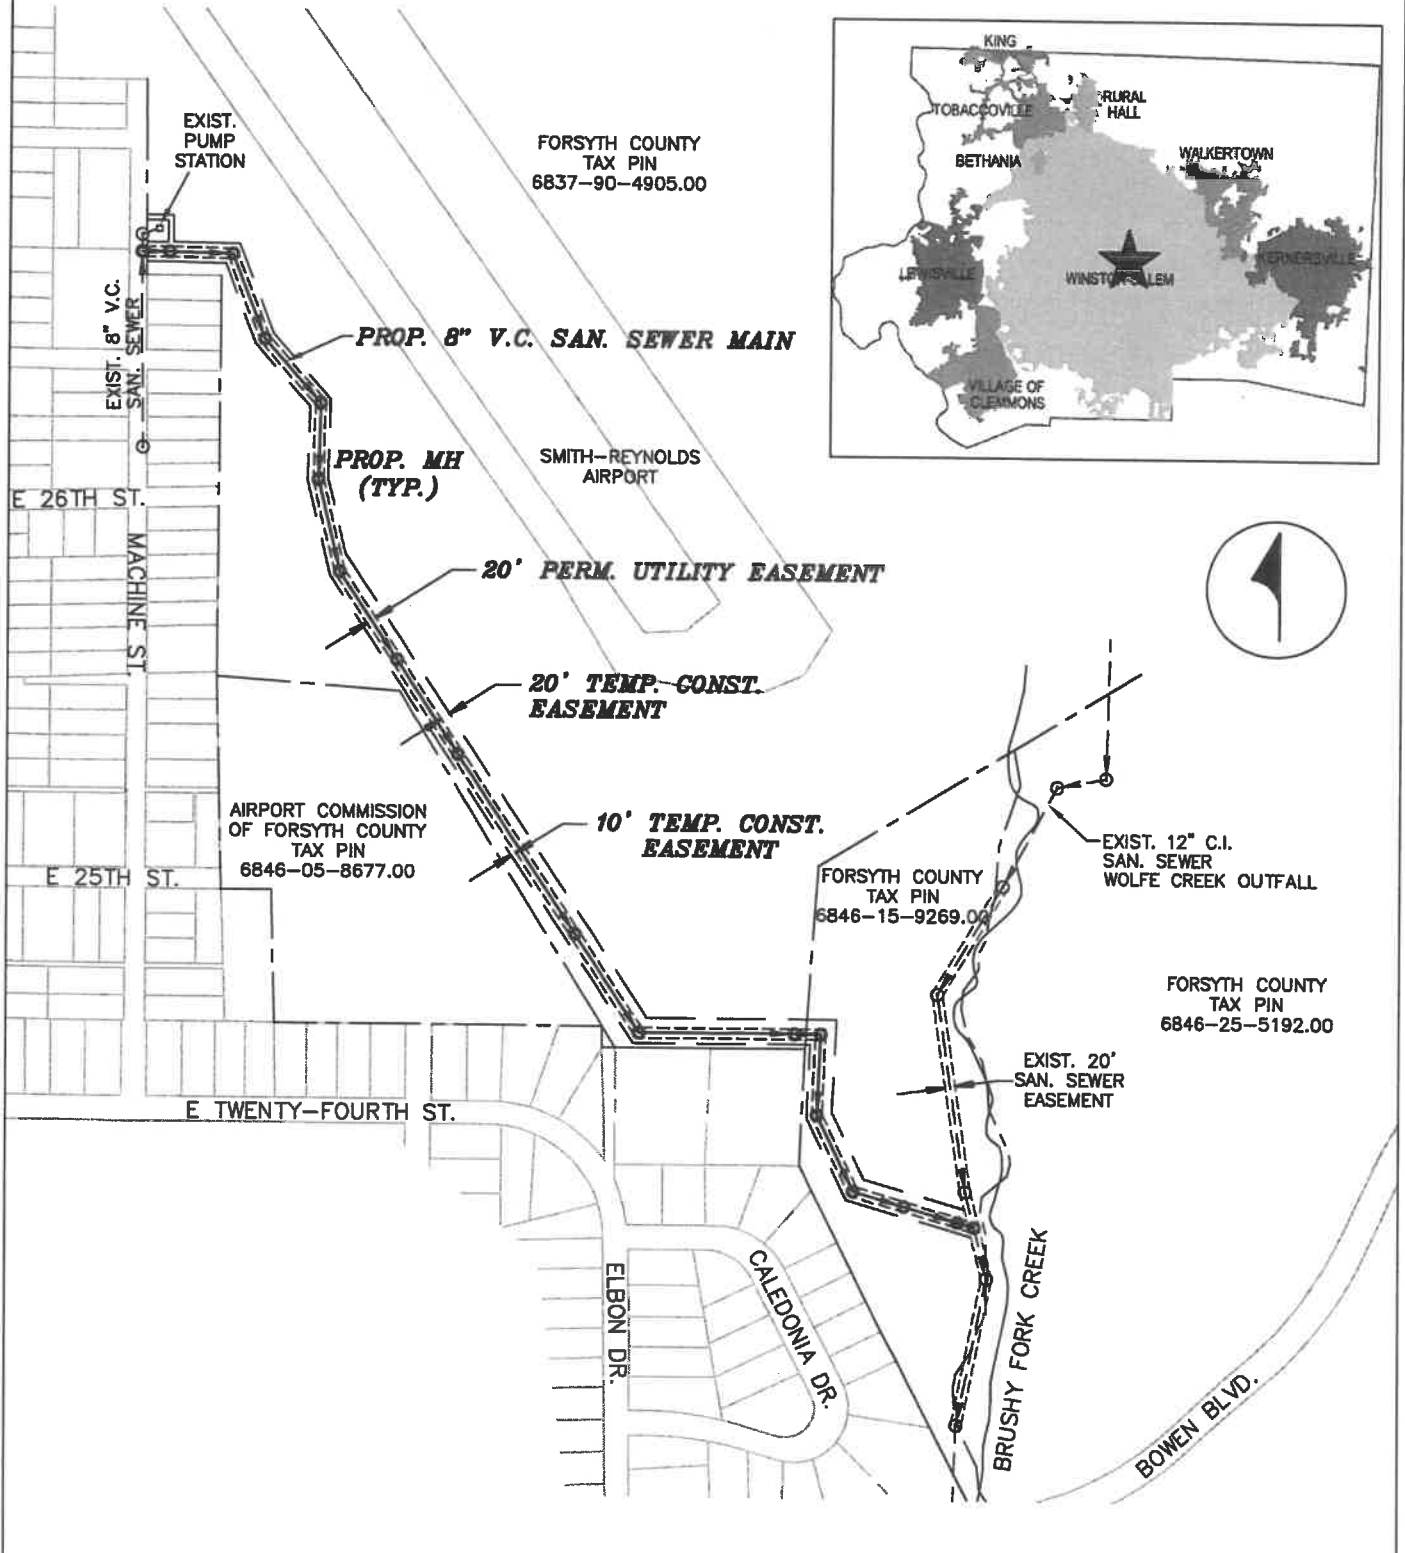 EXIST.
PUMP
STATION
FORSYTH COUNTY
TAX PIN
6837-90-4905.00
KING
TOBACCOVILLE
RURAL
HALL
BETHANIA
WALKERTOWN
LEWISVILLE
WINSTON-SALEM
KERNERSVILLE
VILLAGE OF
CLEMMONS
EXIST. 8" V.C.
SAN. SEWER
PROP. 8" V.C. SAN. SEWER MAIN
PROP. MH
(TYP.)
SMITH-REYNOLDS
AIRPORT
E 26TH ST.
MACHINE ST.
20' PERM. UTILITY EASEMENT
20' TEMP. CONST.
EASEMENT
AIRPORT COMMISSION
OF FORSYTH COUNTY
TAX PIN
6846-05-8677.00
10' TEMP. CONST.
EASEMENT
E 25TH ST.
EXIST. 12" C.I.
SAN. SEWER
WOLFE CREEK OUTFALL
FORSYTH COUNTY
TAX PIN
6846-15-9269.00
FORSYTH COUNTY
TAX PIN
6846-25-5192.00
EXIST. 20'
SAN. SEWER
EASEMENT
E TWENTY-FOURTH ST.
ELBON DR.
CALEDONIA DR.
BRUSHY FORK CREEK
BOWEN BLVD.